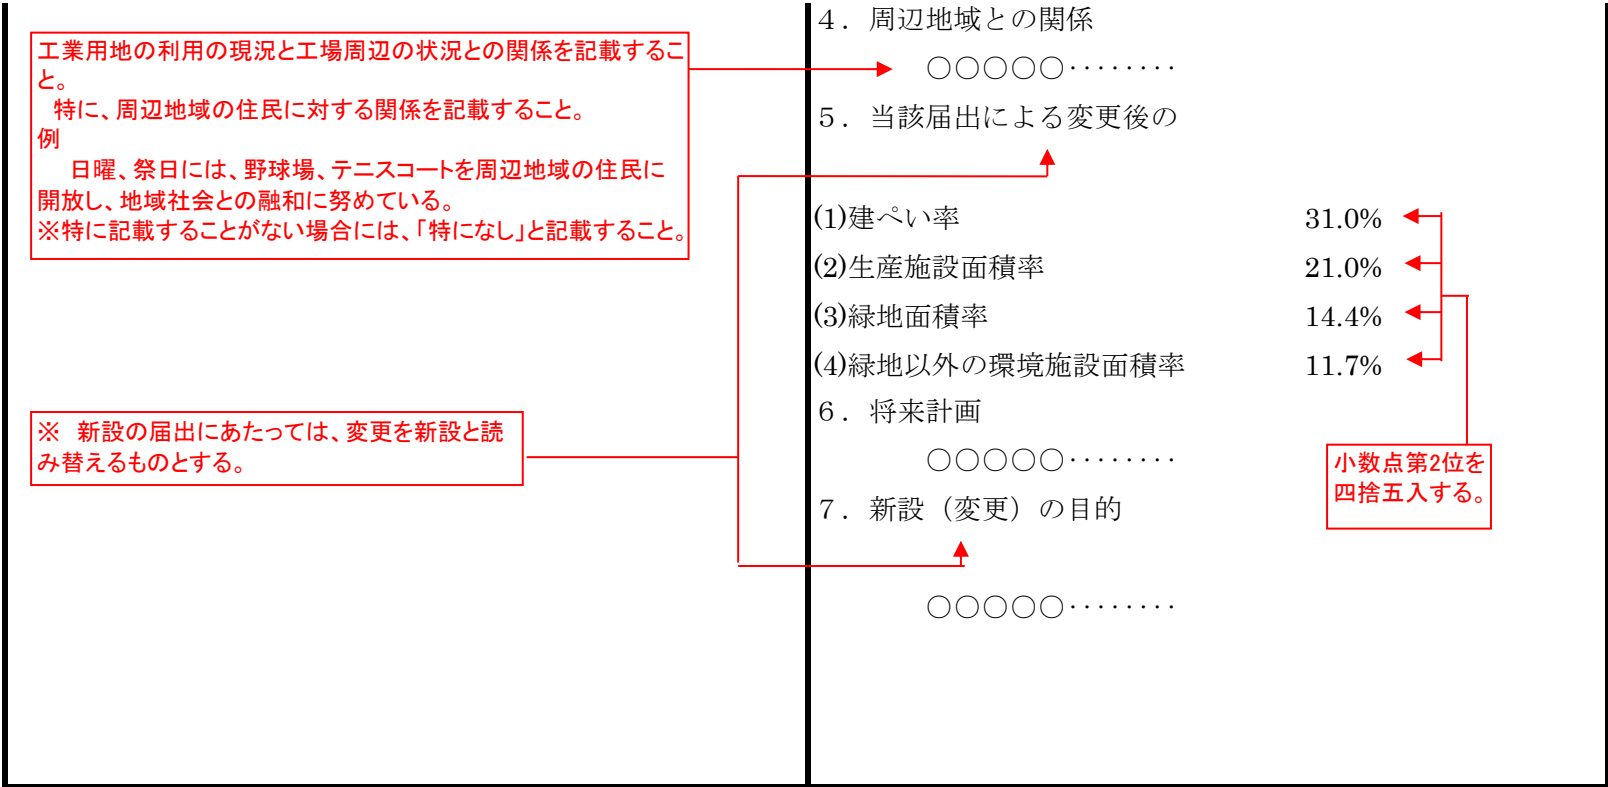 工業用地の利用の現況と工場周辺の状況との関係を記載するこ
と。
特に、周辺地域の住民に対する関係を記載すること。
例
日曜、祭日には、野球場、テニスコートを周辺地域の住民に
開放し、地域社会との融和に努めている。
※特に記載することがない場合には、「特になし」と記載すること。
※ 新設の届出にあたっては、変更を新設と読
み替えるものとする。
４．周辺地域との関係
○○○○○‥‥‥‥
５．当該届出による変更後の
(1)建ぺい率 31.0%
(2)生産施設面積率 21.0%
(3)緑地面積率 14.4%
(4)緑地以外の環境施設面積率 11.7%
６．将来計画
○○○○○‥‥‥‥
７．新設（変更）の目的
○○○○○‥‥‥‥
小数点第2位を
四捨五入する。